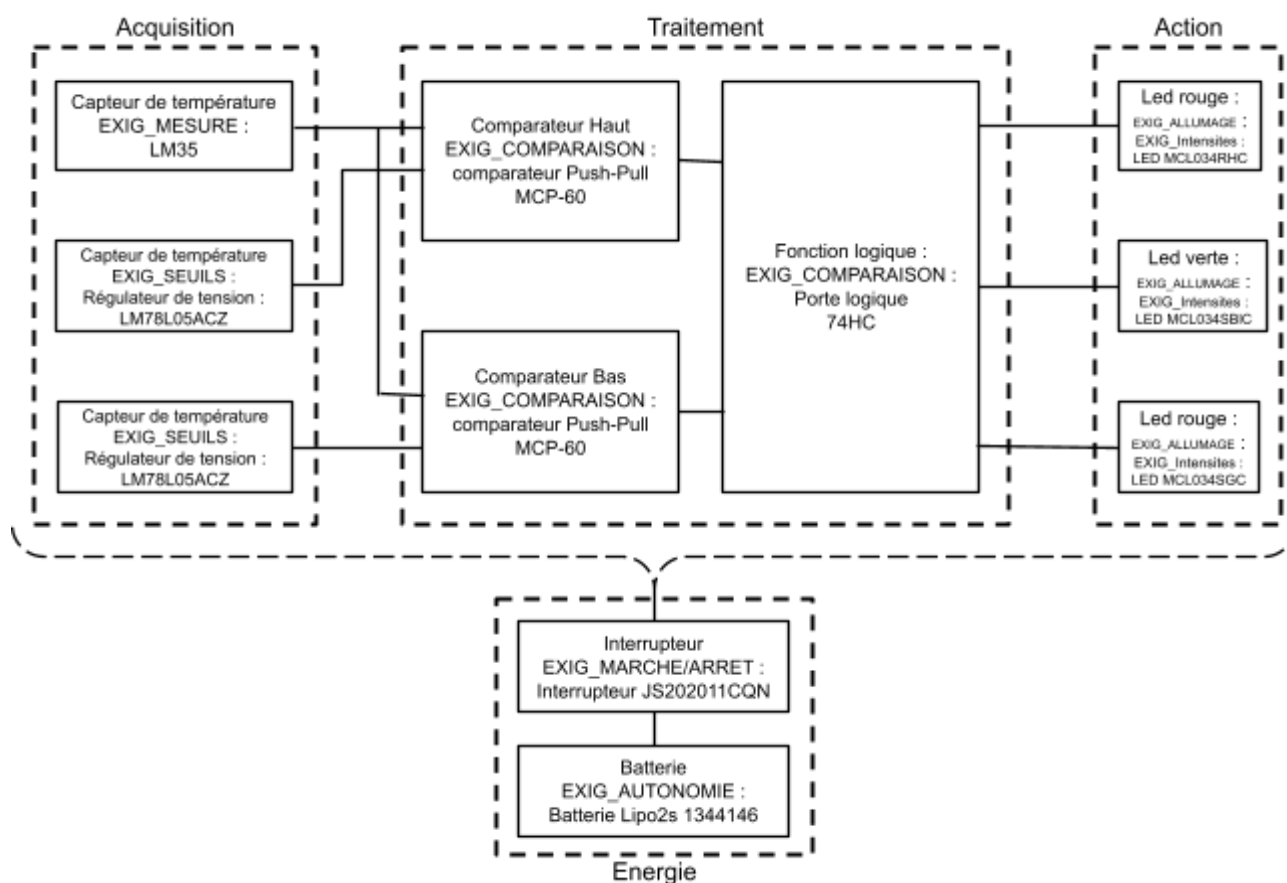 Acquisition
Capteur de température
EXIG_MESURE :
LM35
Capteur de température
EXIG_SEUILS :
Régulateur de tension :
LM78L05ACZ
Capteur de température
EXIG_SEUILS :
Régulateur de tension :
LM78L05ACZ
Traitement
Comparateur Haut
EXIG_COMPARAISON :
comparateur Push-Pull
MCP-60
Comparateur Bas
EXIG_COMPARAISON :
comparateur Push-Pull
MCP-60
Fonction logique :
EXIG_COMPARAISON :
Porte logique
74HC
Action
Led rouge :
EXIG_ALLUMAGE :
EXIG_Intensites :
LED MCL034RHC
Led verte :
EXIG_ALLUMAGE :
EXIG_Intensites :
LED MCL034SBIC
Led rouge :
EXIG_ALLUMAGE :
EXIG_Intensites :
LED MCL034SGC
Interrupteur
EXIG_MARCHE/ARRET :
Interrupteur JS202011CQN
Batterie
EXIG_AUTONOMIE :
Batterie Lipo2s 1344146
Energie